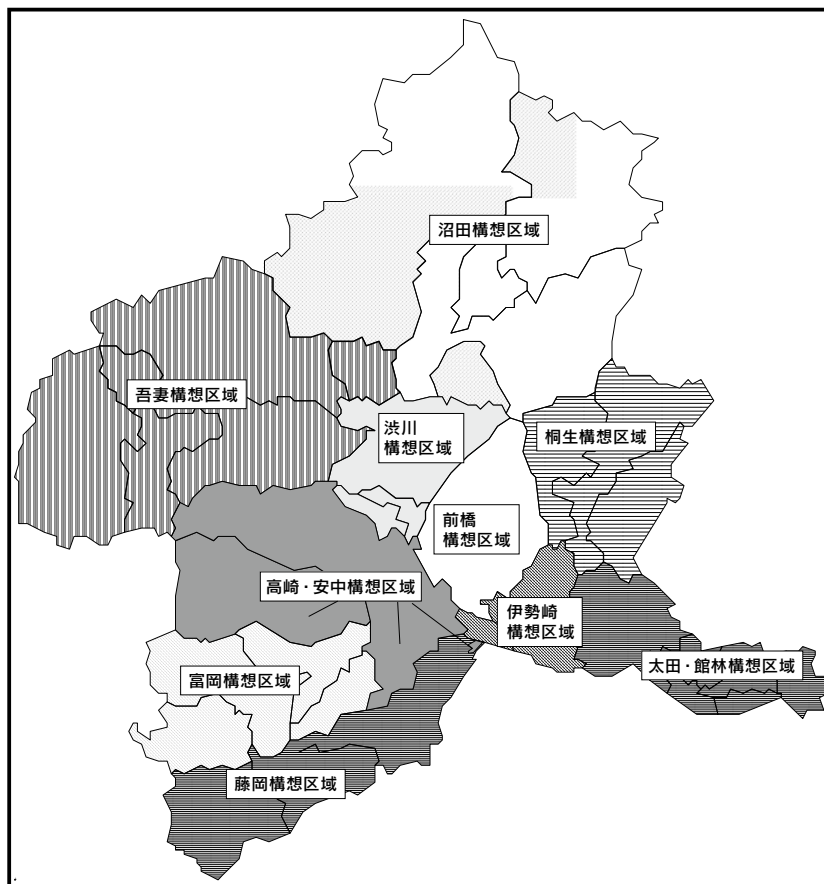 沼田構想区域
吾妻構想区域
渋川
構想区域
桐生構想区域
前橋
構想区域
高崎・安中構想区域
伊勢崎
構想区域
太田・館林構想区域
富岡構想区域
藤岡構想区域